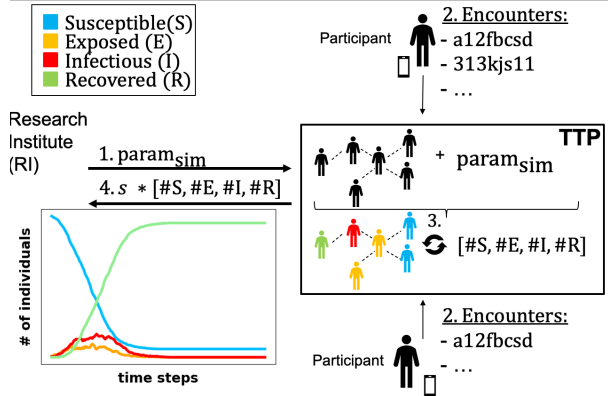 Susceptible(S)
Exposed (E)
Infectious (I)
Recovered (R)
Participant
2. Encounters:
- a12fbcsd
- 313kjs11
- ...
Research
Institute
(RI)
1. param_sim
4. s * [#S, #E, #I, #R]
TTP
+ param_sim
3.
[#S, #E, #I, #R]
# of individuals
time steps
Participant
2. Encounters:
- a12fbcsd
- ...